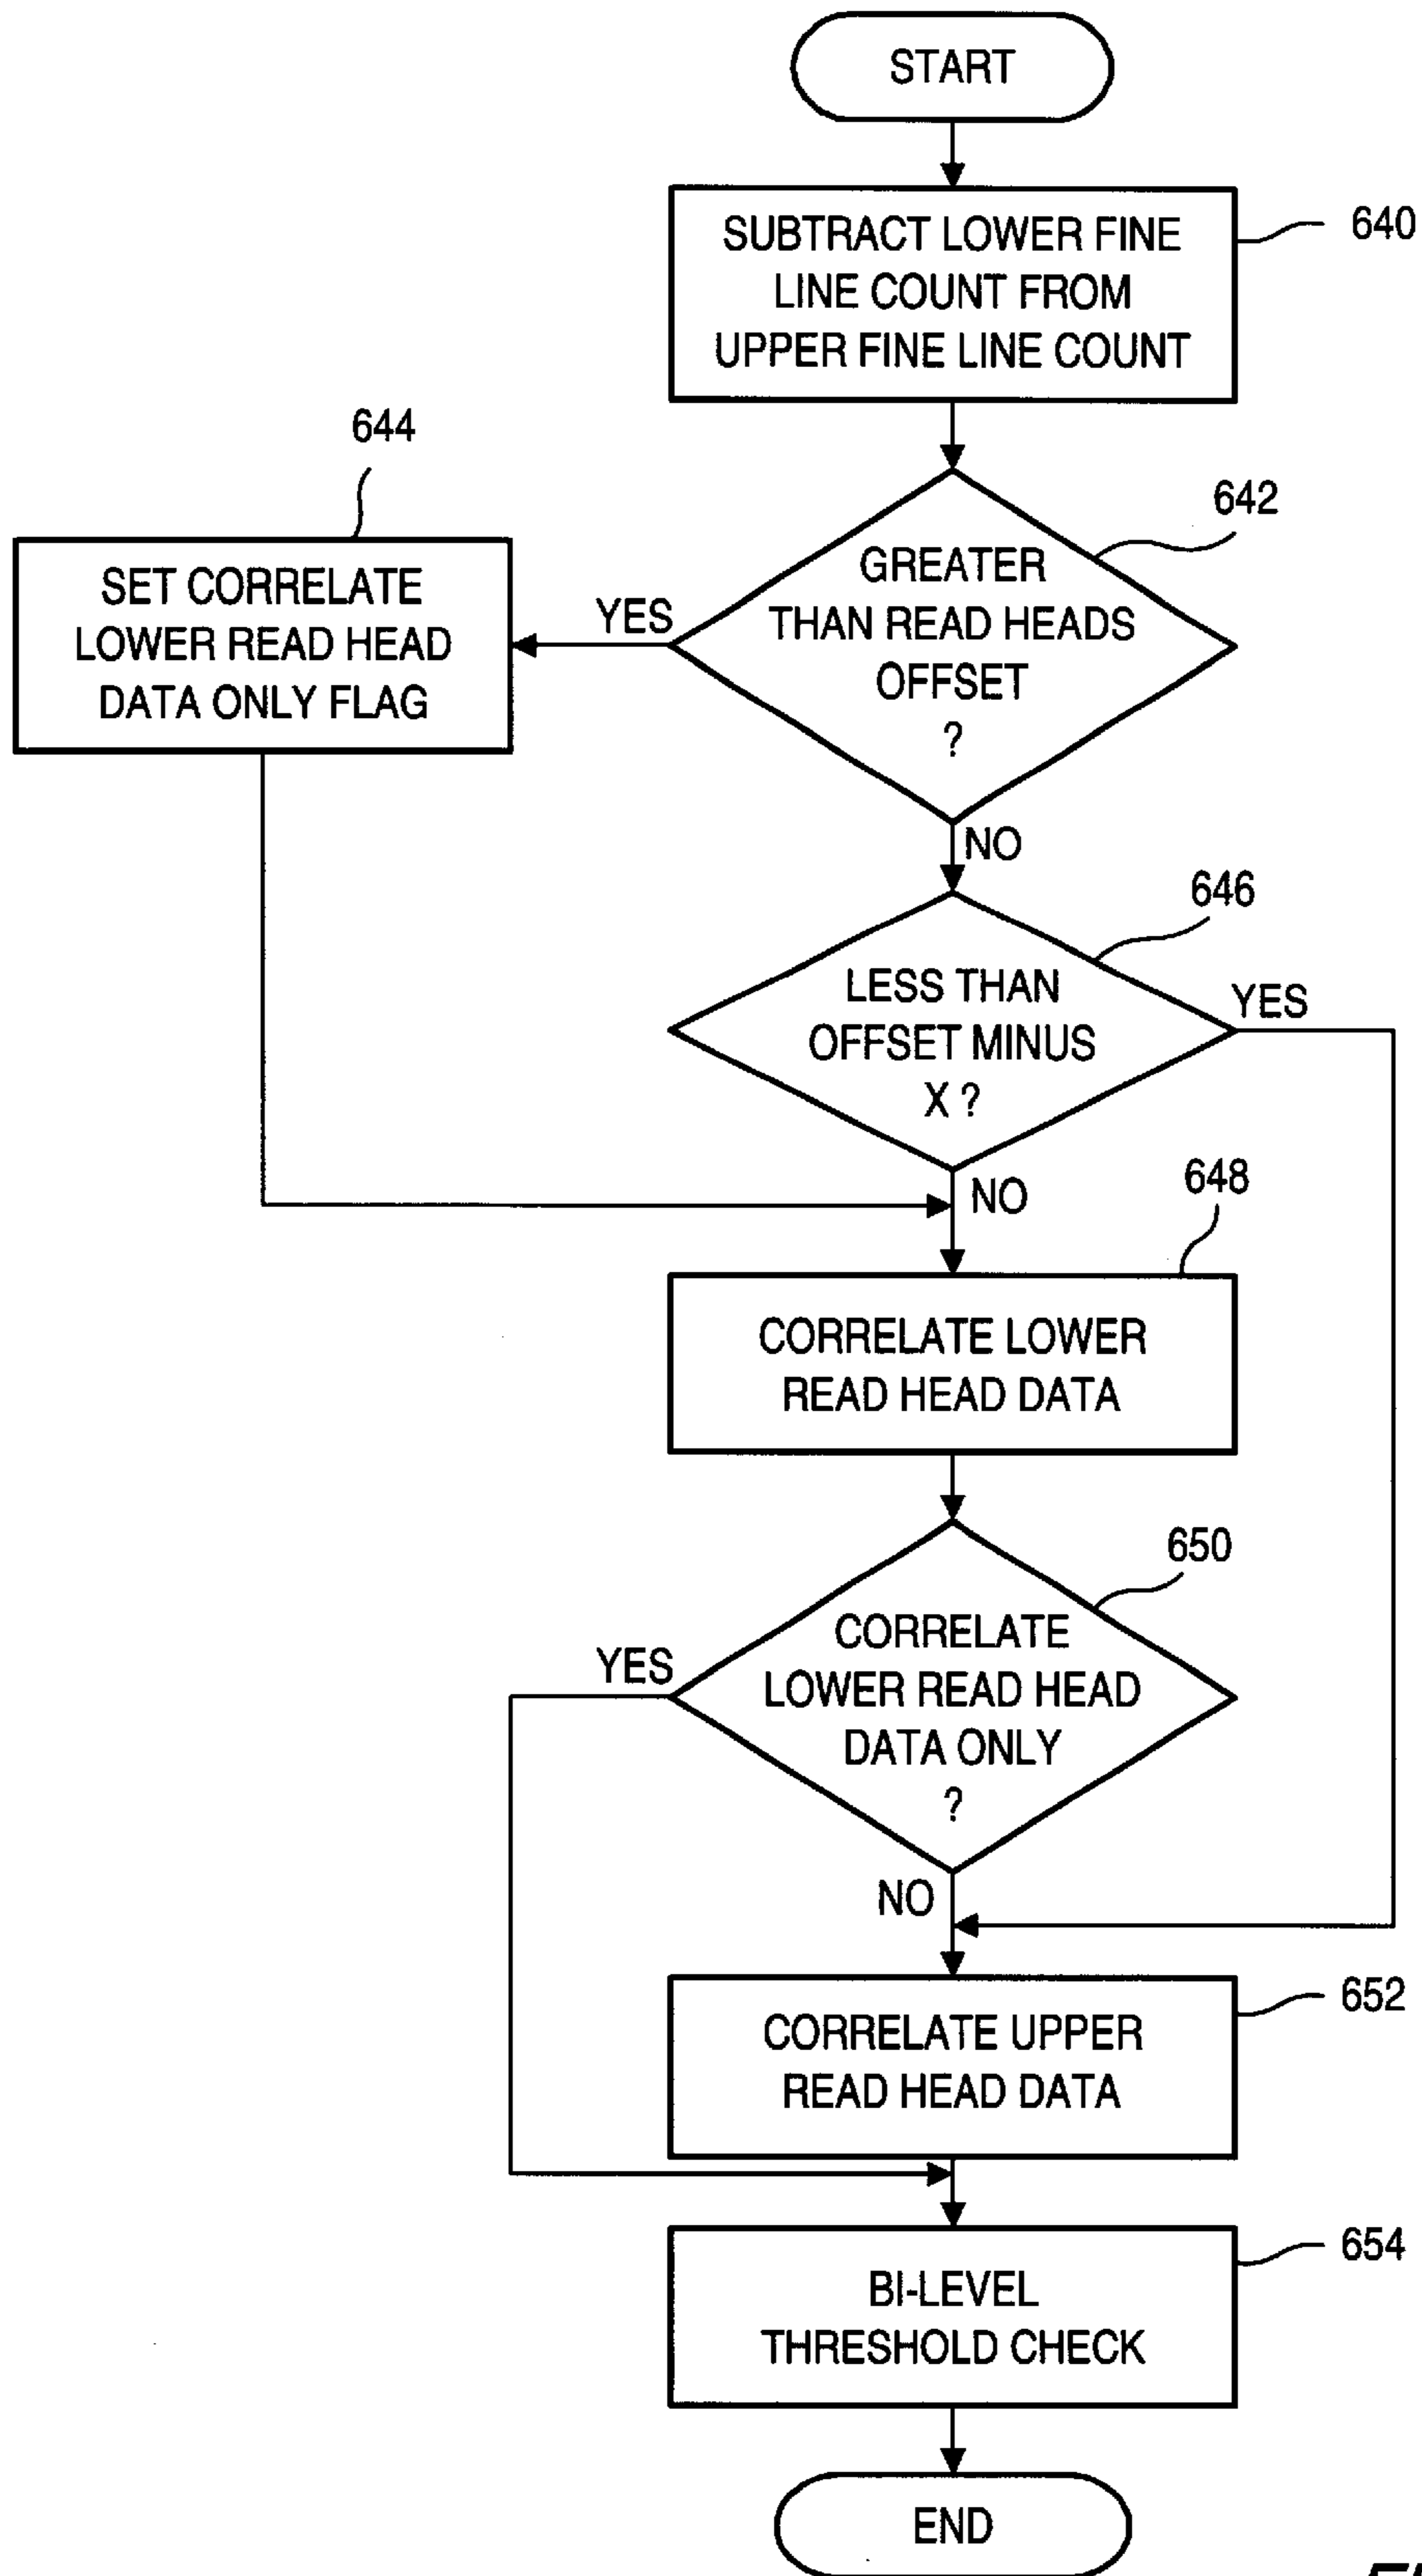 START
SUBTRACT LOWER FINE
LINE COUNT FROM
UPPER FINE LINE COUNT
640
644
642
SET CORRELATE
LOWER READ HEAD
DATA ONLY FLAG
YES
GREATER
THAN READ HEADS
OFFSET
?
NO
646
LESS THAN
OFFSET MINUS
X ?
YES
NO
648
CORRELATE LOWER
READ HEAD DATA
650
YES
CORRELATE
LOWER READ HEAD
DATA ONLY
?
NO
652
CORRELATE UPPER
READ HEAD DATA
654
BI-LEVEL
THRESHOLD CHECK
END